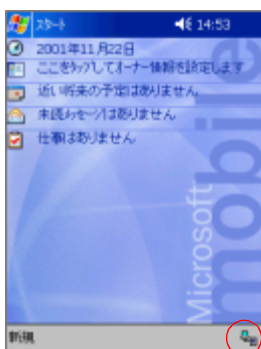 スタート 14:53
2001年11月22日
ここをタップしてオーナー情報を設定します
近い将来の予定はありません
未読メッセージはありません
仕事はありません
Microsoft
mobile
新規